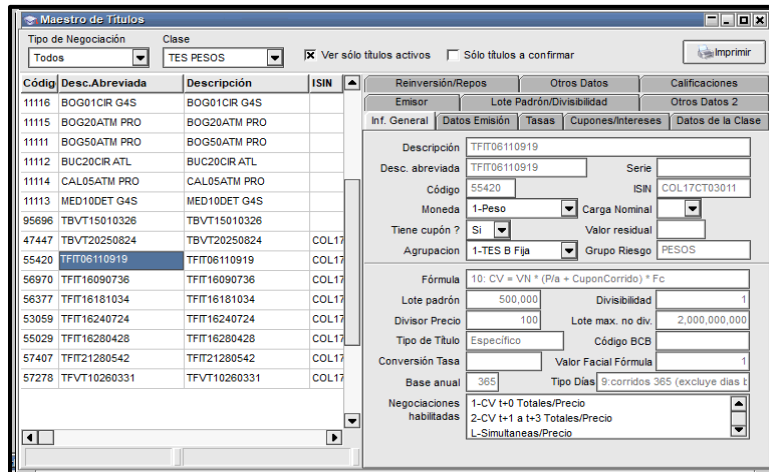 Maestro de Títulos
Tipo de Negociación Clase
Todos TES PESOS Ver sólo títulos activos Sólo títulos a confirmar Imprimir
Códig Desc.Abreviada Descripción ISIN
11116 BOG01CIR G4S BOG01CIR G4S
11115 BOG20ATM PRO BOG20ATM PRO
11111 BOG50ATM PRO BOG50ATM PRO
11112 BUC20CIR ATL BUC20CIR ATL
11114 CAL05ATM PRO CAL05ATM PRO
11113 MED10DET G4S MED10DET G4S
95696 TBVT15010326 TBVT15010326
47447 TBVT20250824 TBVT20250824 COL17
55420 TFIT06110919 TFIT06110919 COL17
56970 TFIT16090736 TFIT16090736 COL17
56377 TFIT16181034 TFIT16181034 COL17
53059 TFIT16240724 TFIT16240724 COL17
55029 TFIT16280428 TFIT16280428 COL17
57407 TFIT21280542 TFIT21280542 COL17
57278 TFVT10260331 TFVT10260331 COL17
Reinversión/Repos Otros Datos Calificaciones
Emisor Lote Padrón/Divisibilidad Otros Datos 2
Inf. General Datos Emisión Tasas Cupones/Intereses Datos de la Clase
Descripción TFIT06110919
Desc. abreviada TFIT06110919 Serie
Código 55420 ISIN COL17CT03011
Moneda 1-Peso Carga Nominal
Tiene cupón ? Si Valor residual
Agrupacion 1-TES B Fija Grupo Riesgo PESOS
Fórmula 10: CV = VN * (P/a + CuponCorrido) * Fc
Lote padrón 500,000 Divisibilidad 1
Divisor Precio 100 Lote max. no div. 2,000,000,000
Tipo de Título Específico Código BCB
Conversión Tasa Valor Facial Fórmula 1
Base anual 365 Tipo Días 9:corridos 365 (excluye dias b
Negociaciones
habilitadas
1-CV t+0 Totales/Precio
2-CV t+1 a t+3 Totales/Precio
L-Simultaneas/Precio